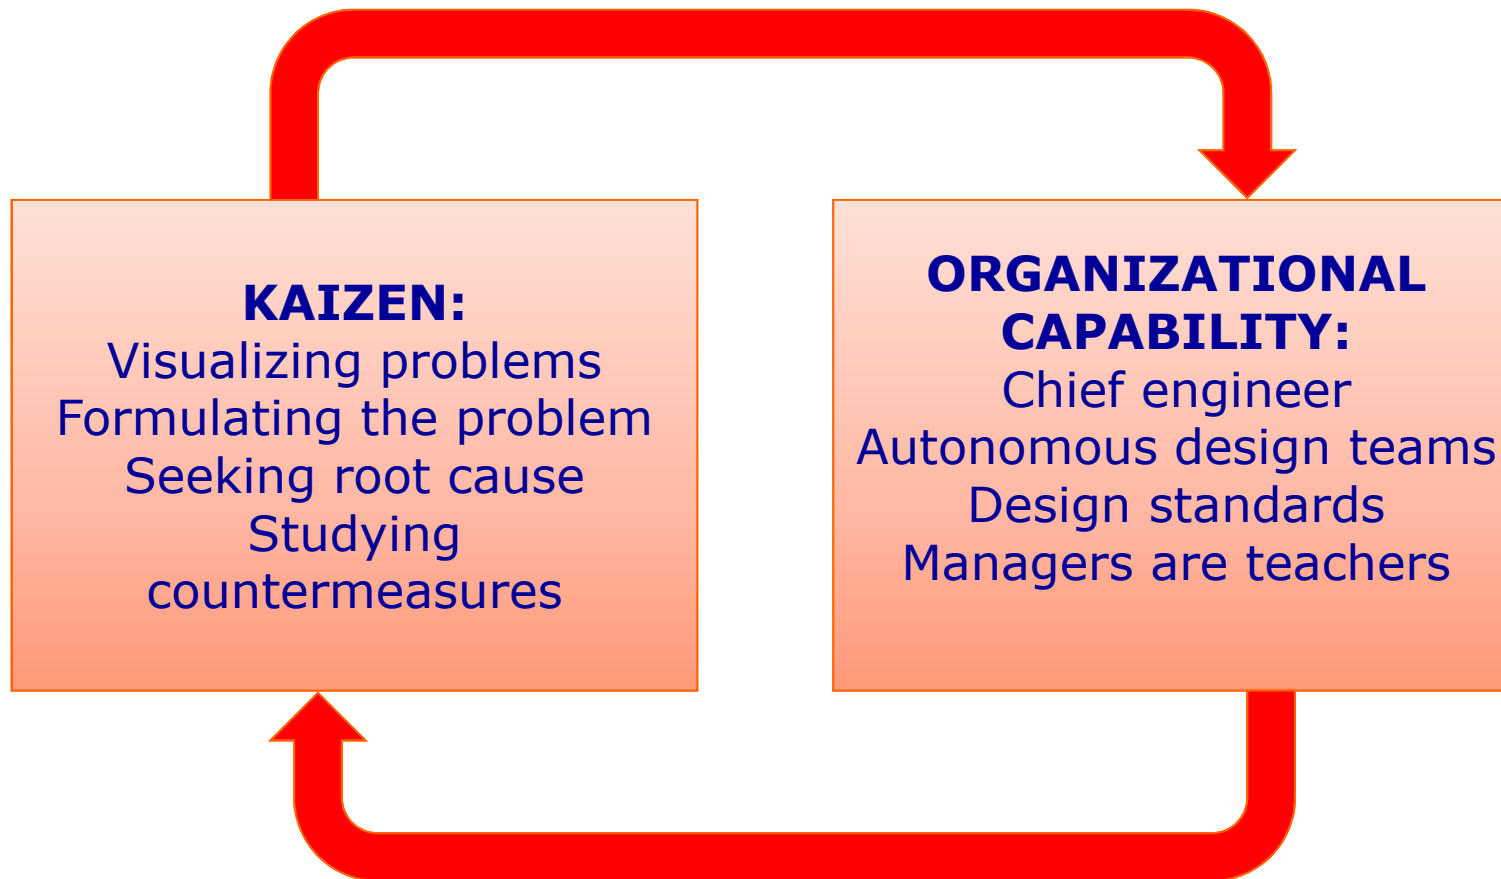 KAIZEN:
Visualizing problems
Formulating the problem
Seeking root cause
Studying
countermeasures
ORGANIZATIONAL
CAPABILITY:
Chief engineer
Autonomous design teams
Design standards
Managers are teachers